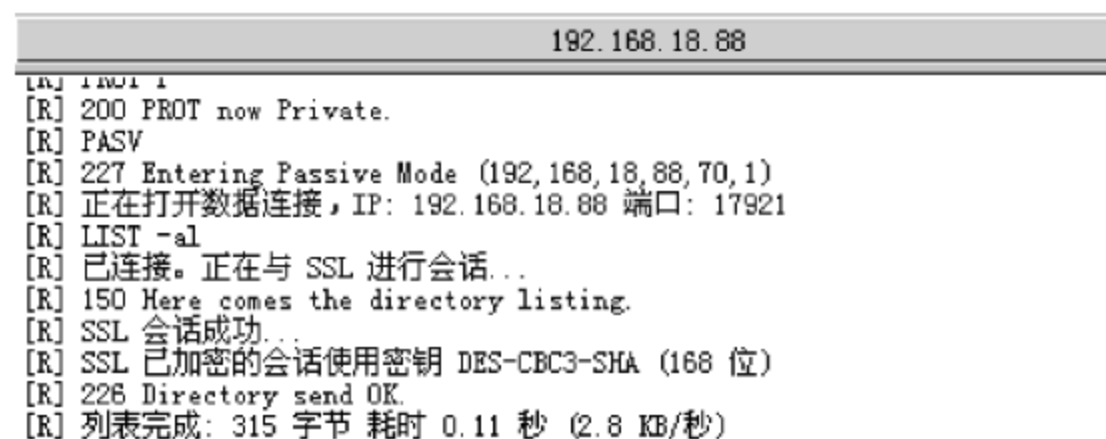 192.168.18.88
[R] 200 PROT now Private.
[R] PASV
[R] 227 Entering Passive Mode (192,168,18,88,70,1)
[R] 正在打开数据连接，IP: 192.168.18.88 端口: 17921
[R] LIST -al
[R] 已连接。正在与 SSL 进行会话...
[R] 150 Here comes the directory listing.
[R] SSL 会话成功...
[R] SSL 已加密的会话使用密钥 DES-CBC3-SHA (168 位)
[R] 226 Directory send OK.
[R] 列表完成: 315 字节 耗时 0.11 秒 (2.8 KB/秒)